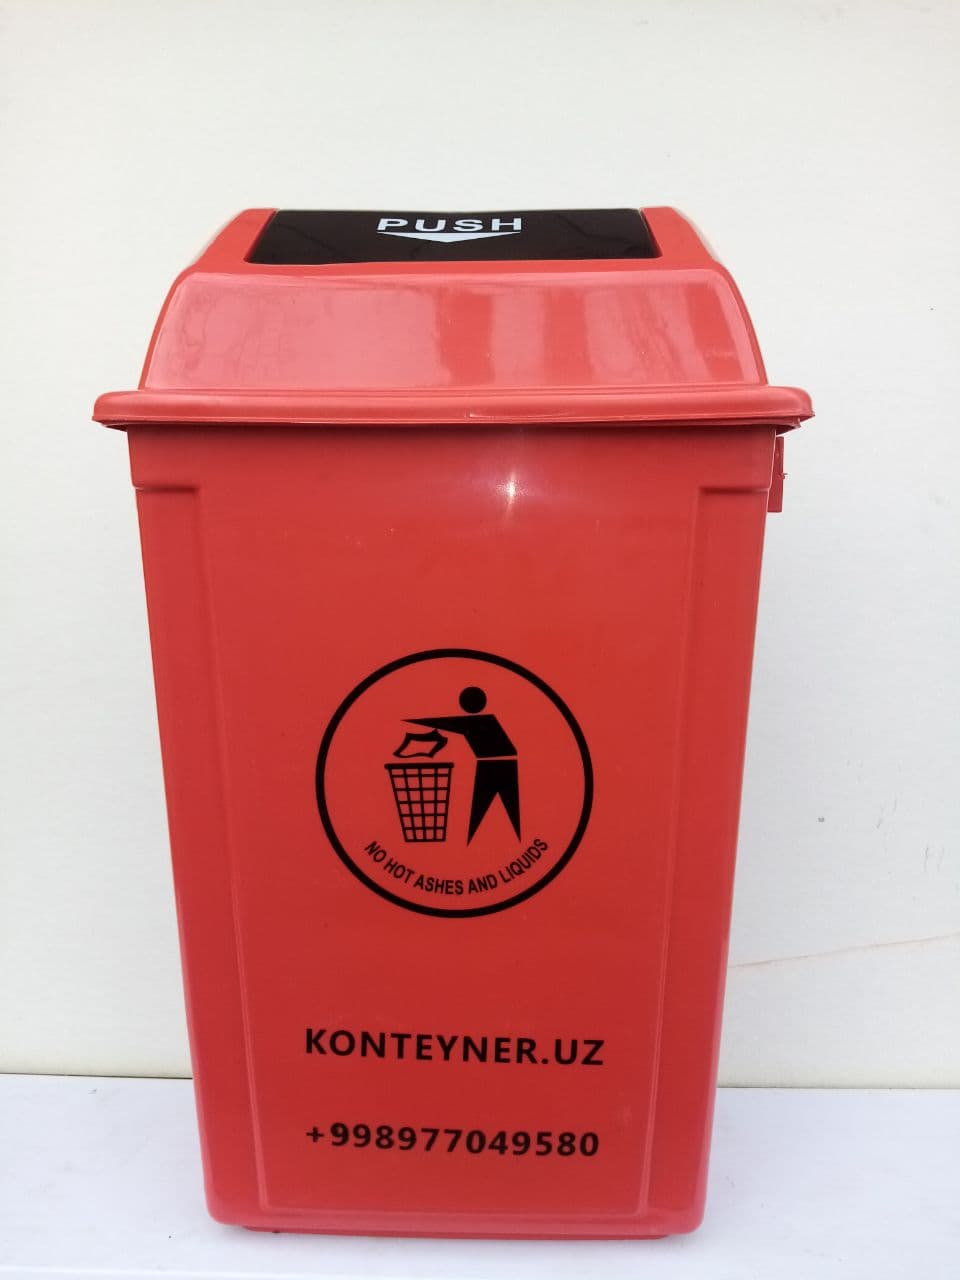 PUSH
NO HOT ASHES AND LIQUIDS
KONTEYNER.UZ
+998977049580